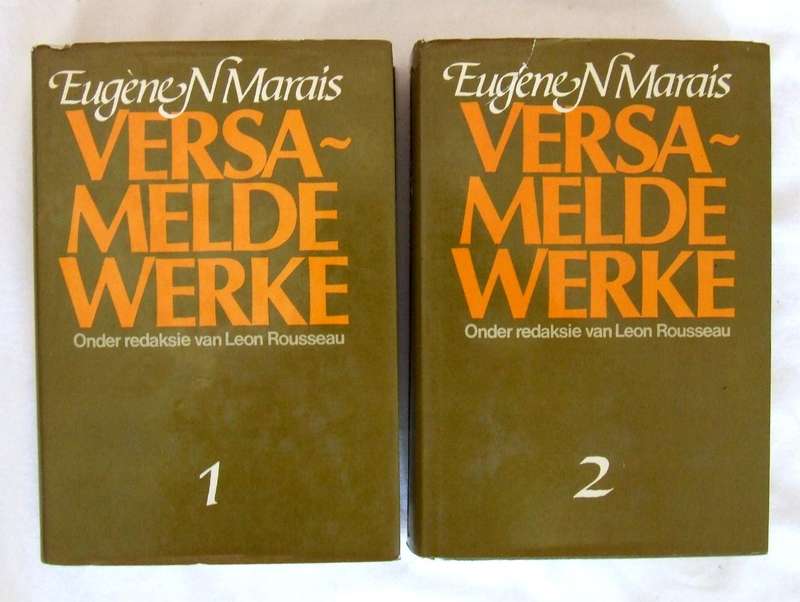 Eugène N Marais
VERSA~
MELDE
WERKE
Onder redaksie van Leon Rousseau
1
Eugène N Marais
VERSA~
MELDE
WERKE
Onder redaksie van Leon Rousseau
2